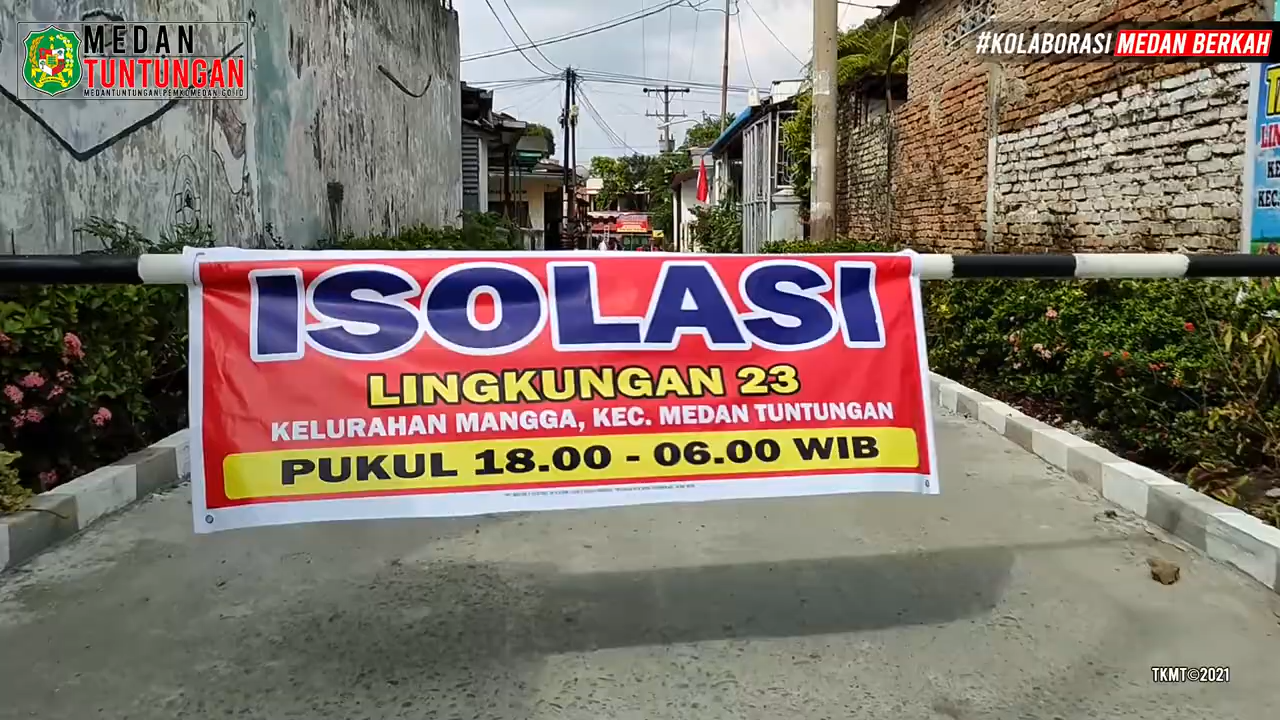 MEDAN
TUNTUNGAN
MEDANTUNTUNGAN.PEMKOMEDAN.GO.ID
#KOLABORASI MEDAN BERKAH
ISOLASI
LINGKUNGAN 23
KELURAHAN MANGGA, KEC. MEDAN TUNTUNGAN
PUKUL 18.00 - 06.00 WIB
TKMT©2021